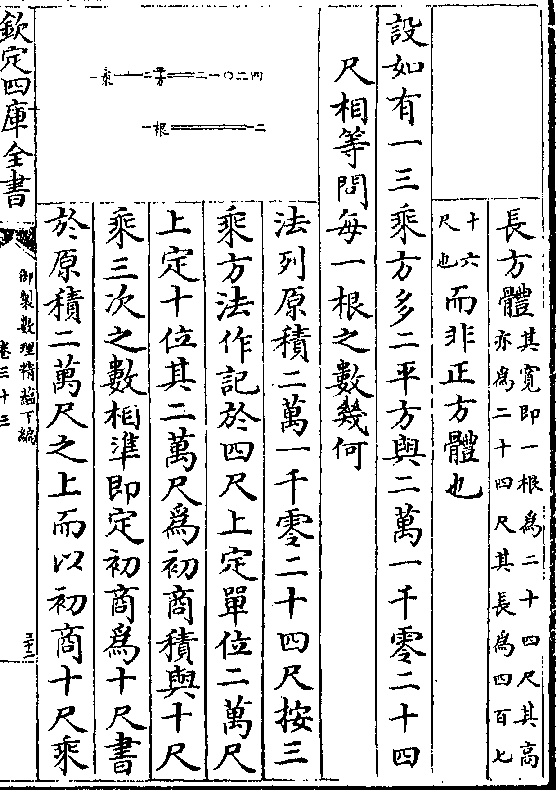 長方體其寬即一根為二十四尺其高亦為二十四尺其長為四百七
十六尺也而非正方體也
設如有一三乘方多二平方與二萬一千零二十四
尺相等問每一根之數幾何
一乘三 二平方 二一〇二四
一根 二
法列原積二萬一千零二十四尺按三
乘方法作記於四尺上定單位二萬尺
上定十位其二萬尺為初商積與十尺
乘三次之數相準即定初商為十尺書
於原積二萬尺之上而以初商十尺乘
欽定四庫全書
御製數理精蘊下編
卷三十三